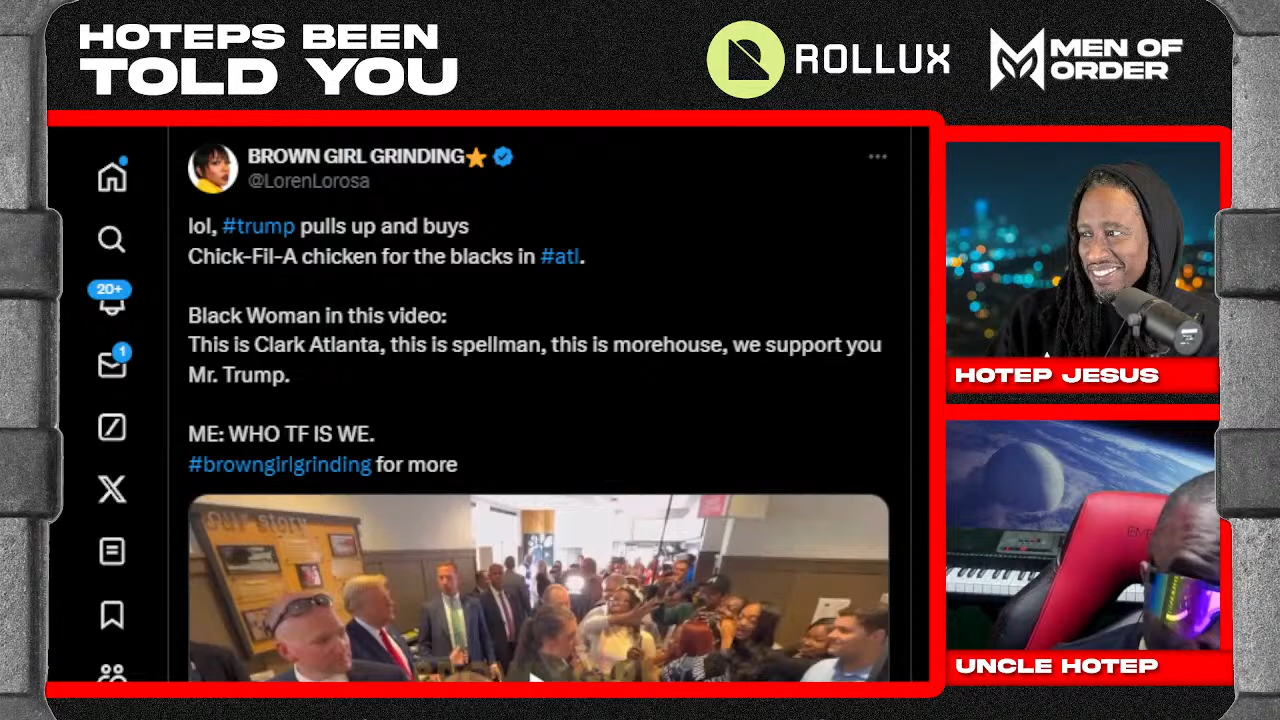 HOTEPS BEEN
TOLD YOU
ROLLUX
MEN OF
ORDER
BROWN GIRL GRINDING
@LorenLorosa
lol, #trump pulls up and buys
Chick-Fil-A chicken for the blacks in #atl.
Black Woman in this video:
This is Clark Atlanta, this is spellman, this is morehouse, we support you
Mr. Trump.
ME: WHO TF IS WE.
#browngirlgrinding for more
20+
1
our story
HOTEP JESUS
UNCLE HOTEP